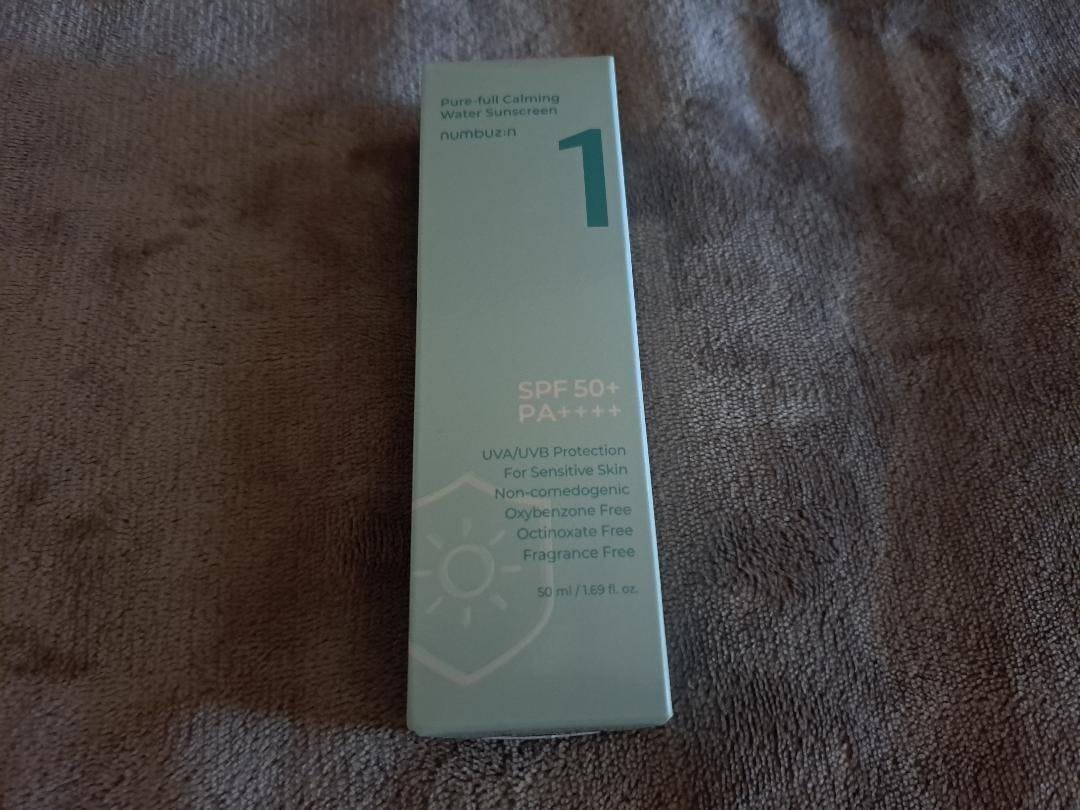 Pure-full Calming
Water Sunscreen
numbuz:n
1
SPF 50+
PA++++
UVA/UVB Protection
For Sensitive Skin
Non-comedogenic
Oxybenzone Free
Octinoxate Free
Fragrance Free
50 ml / 1.69 fl. oz.